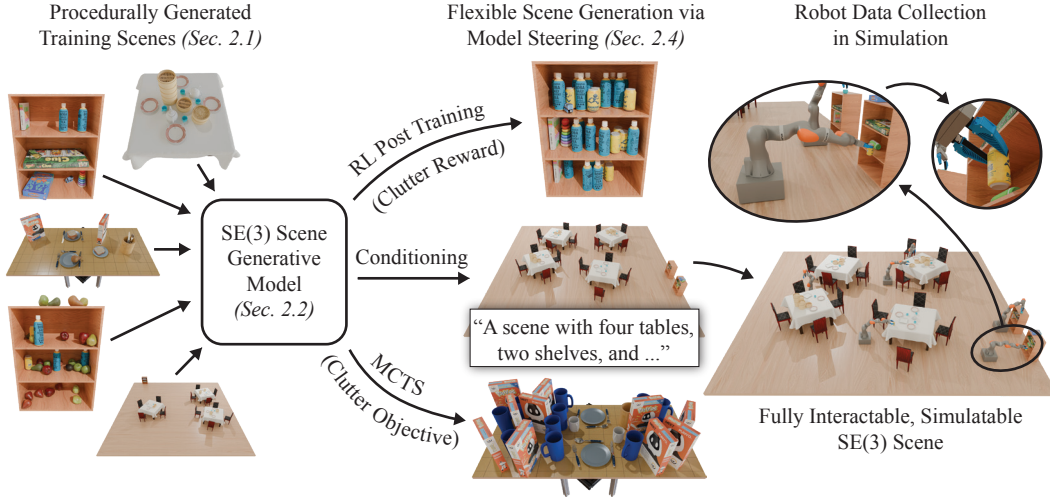 Procedurally Generated
Training Scenes (Sec. 2.1)
Flexible Scene Generation via
Model Steering (Sec. 2.4)
Robot Data Collection
in Simulation
Clue
RL Post Training
(Clutter Reward)
SE(3) Scene
Generative
Model
(Sec. 2.2)
Conditioning
“A scene with four tables,
two shelves, and ...”
MCTS
(Clutter Objective)
Fully Interactable, Simulatable
SE(3) Scene